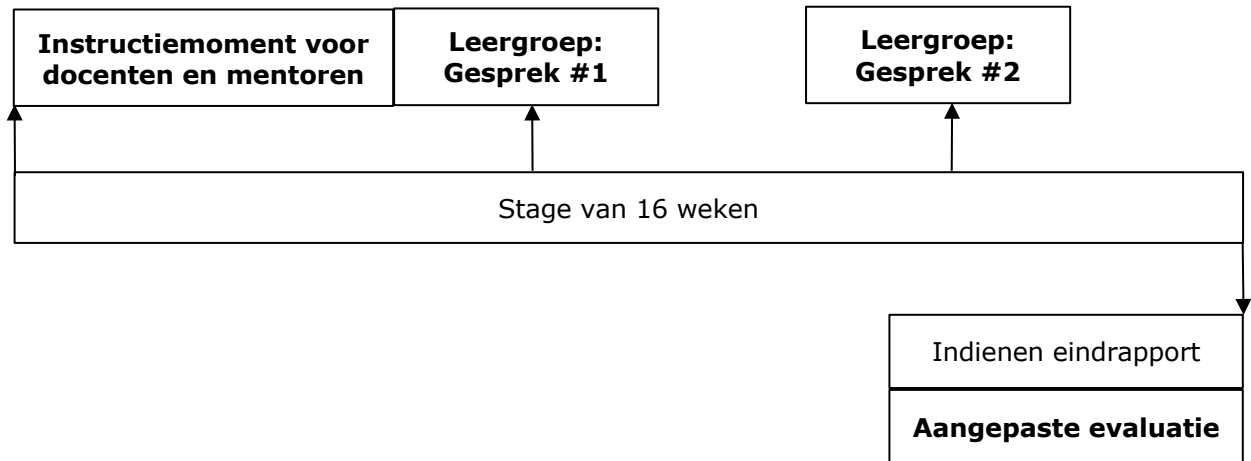 Instructiemoment voor
docenten en mentoren
Leergroep:
Gesprek #1
Leergroep:
Gesprek #2
Stage van 16 weken
Indienen eindrapport
Aangepaste evaluatie